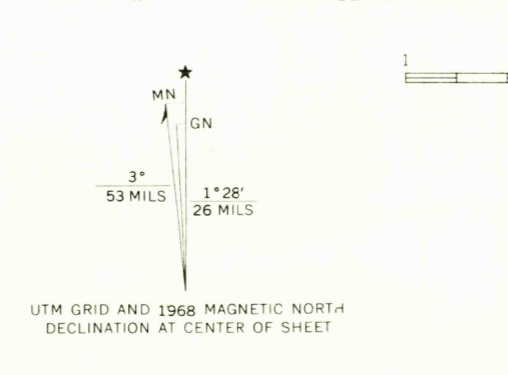 1
MN
GN
3°
53 MILS
1°28′
26 MILS
UTM GRID AND 1968 MAGNETIC NORTH
DECLINATION AT CENTER OF SHEET